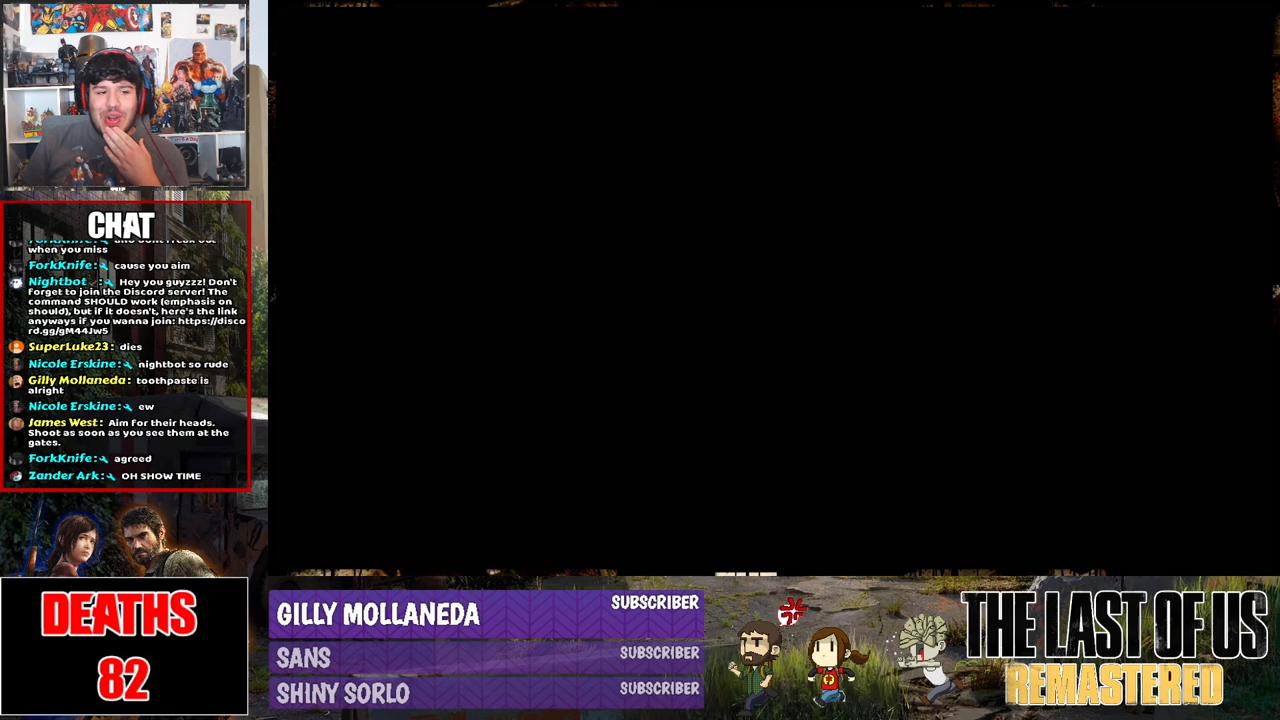 CHAT
when you miss
ForkKnife: cause you aim
Nightbot : Hey you guyzzz! Don't
forget to join the Discord server! The
command SHOULD work (emphasis on
should), but if it doesn't, here's the link
anyways if you wanna join: https://disco
rd.gg/gM44Jw5
SuperLuke23: dies
Nicole Erskine: nightbot so rude
Gilly Mollaneda: toothpaste is
alright
Nicole Erskine: ew
James West: Aim for their heads.
Shoot as soon as you see them at the
gates.
ForkKnife: agreed
Zander Ark: OH SHOW TIME
DEATHS
82
GILLY MOLLANEDA SUBSCRIBER
SANS SUBSCRIBER
SHINY SORLO SUBSCRIBER
THE LAST OF US
REMASTERED